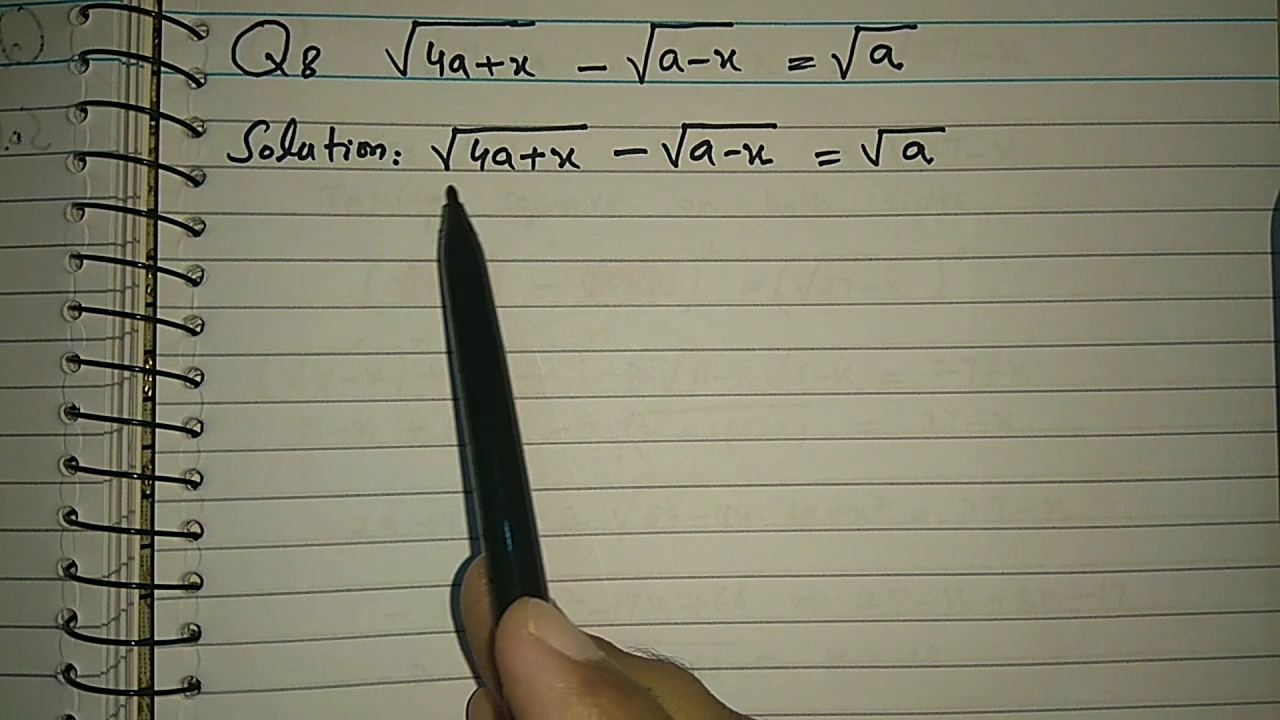 Q8 √(4a+x) - √(a-x) = √a
Solution: √(4a+x) - √(a-x) = √a